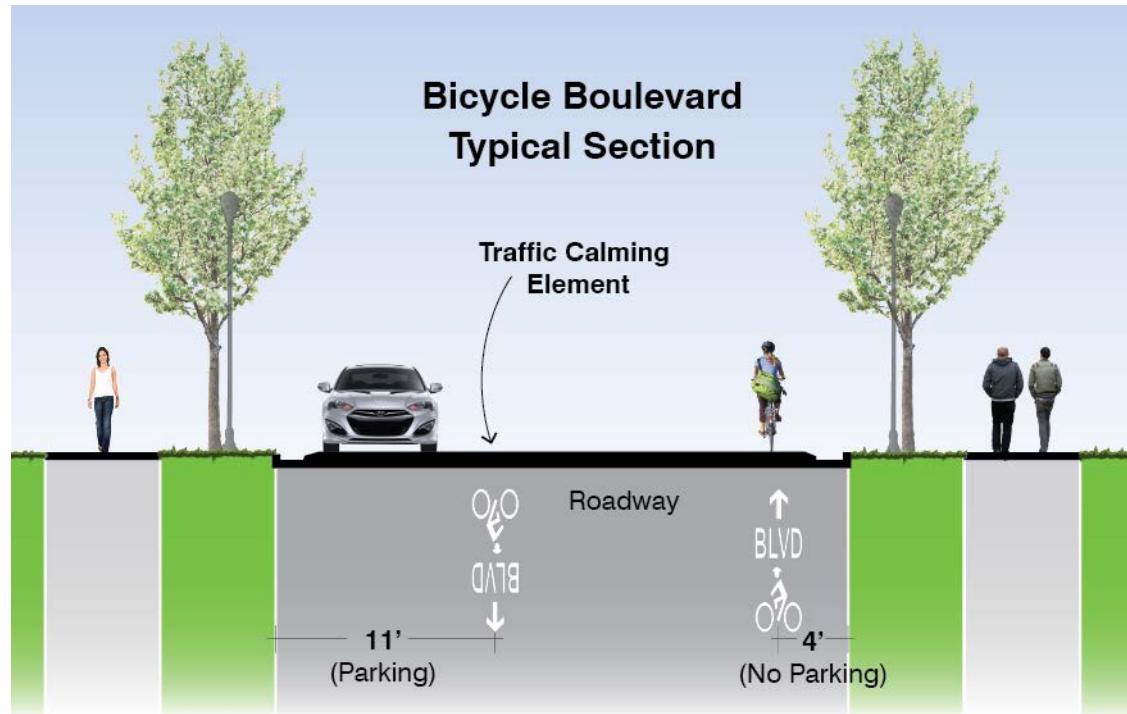 Bicycle Boulevard
Typical Section
Traffic Calming
Element
Roadway
BLVD
BLVD
11’
(Parking)
4’
(No Parking)